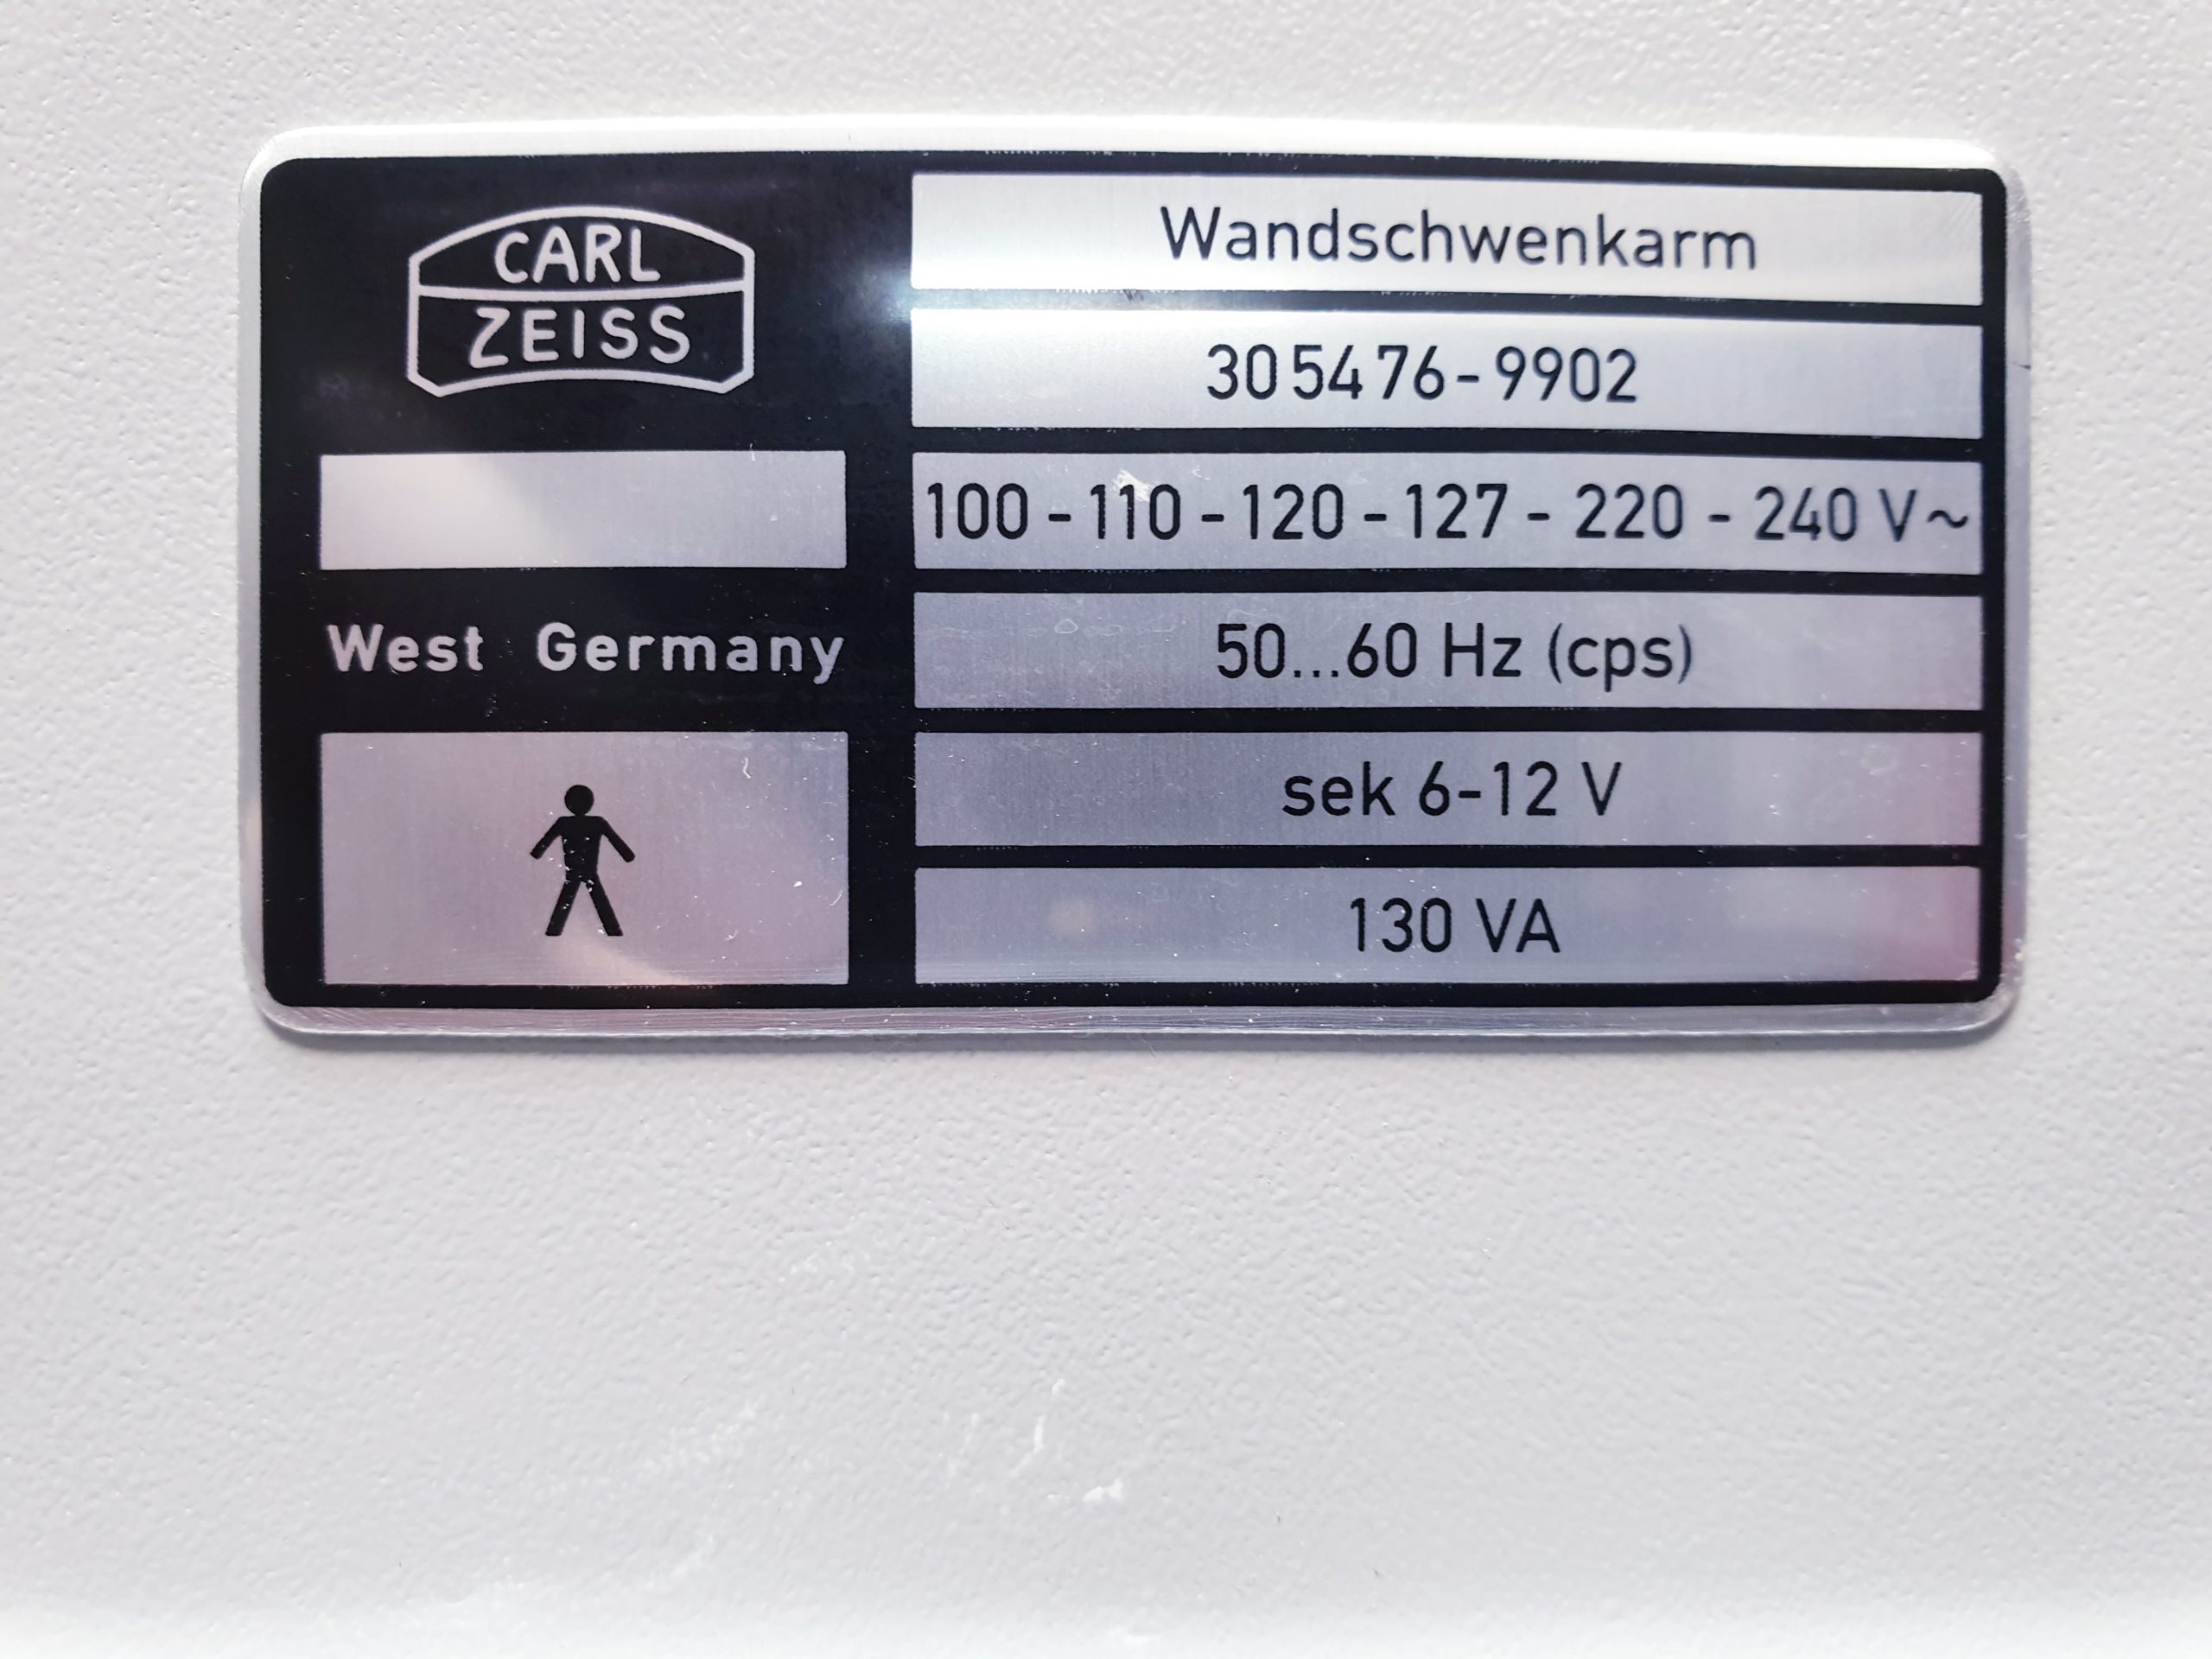 CARL
ZEISS
West Germany
Wandschwenkarm
305476-9902
100 - 110 - 120 - 127 - 220 - 240 V~
50...60 Hz (cps)
sek 6-12 V
130 VA